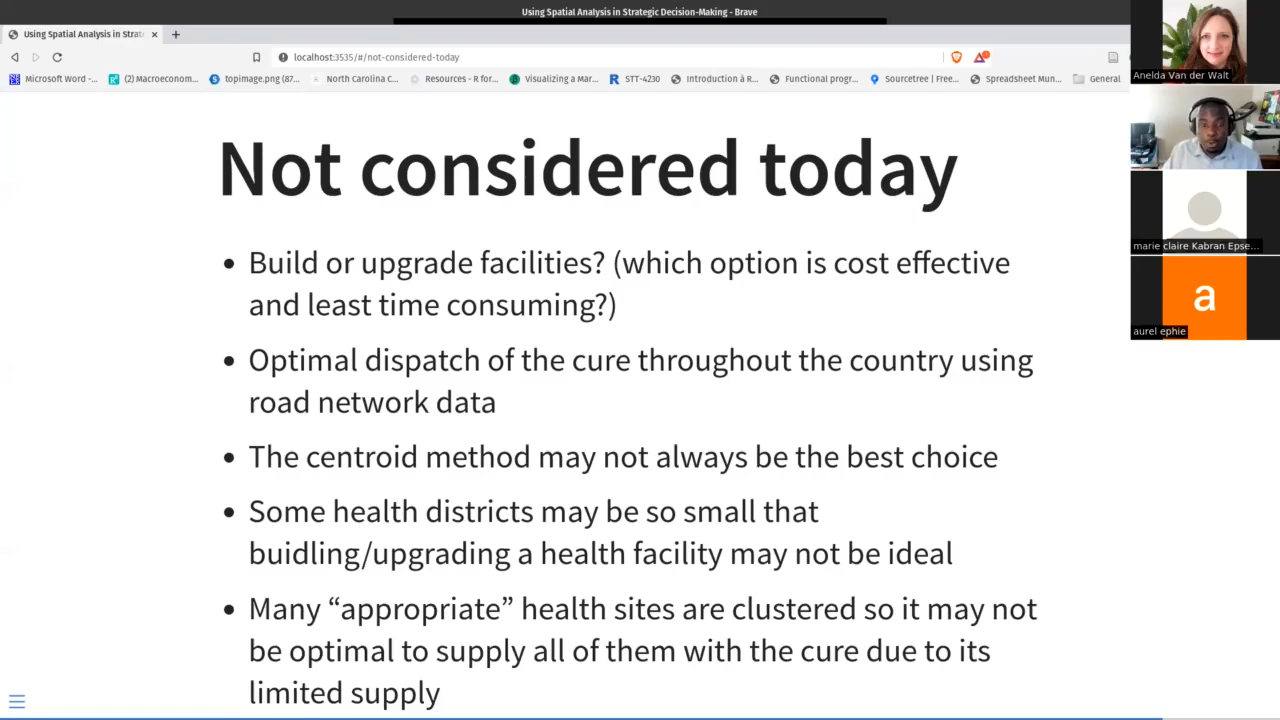 Using Spatial Analysis in Strategic Decision-Making - Brave
Using Spatial Analysis in Strat
localhost:3535/#/not-considered-today
Microsoft Word -... (2) Macroeconom... topimage.png (87... North Carolina C... Resources - R for... Visualizing a Mar... STT-4230 Introduction à R... Functional progr... Sourcetree | Free... Spreadsheet Mun... General
Anelda Van der Walt
marie claire Kabran Epse...
a
aurel ephie
Not considered today
• Build or upgrade facilities? (which option is cost effective
and least time consuming?)
• Optimal dispatch of the cure throughout the country using
road network data
• The centroid method may not always be the best choice
• Some health districts may be so small that
buidling/upgrading a health facility may not be ideal
• Many “appropriate” health sites are clustered so it may not
be optimal to supply all of them with the cure due to its
limited supply